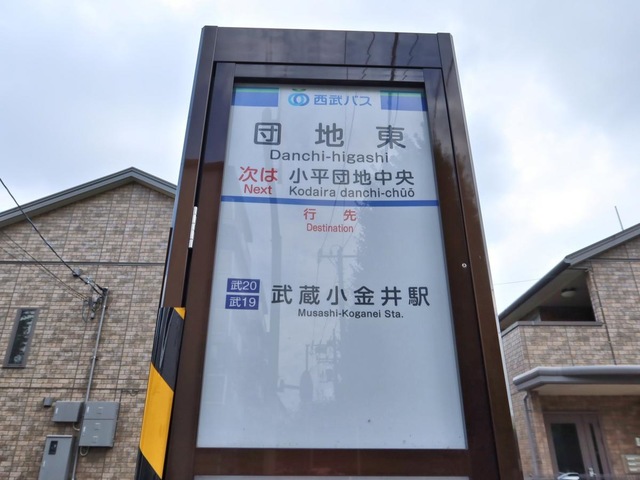 西武バス
団地東
Danchi-higashi
次は 小平団地中央
Next Kodaira danchi-chūō
行先
Destination
武20
武19
武蔵小金井駅
Musashi-Koganei Sta.